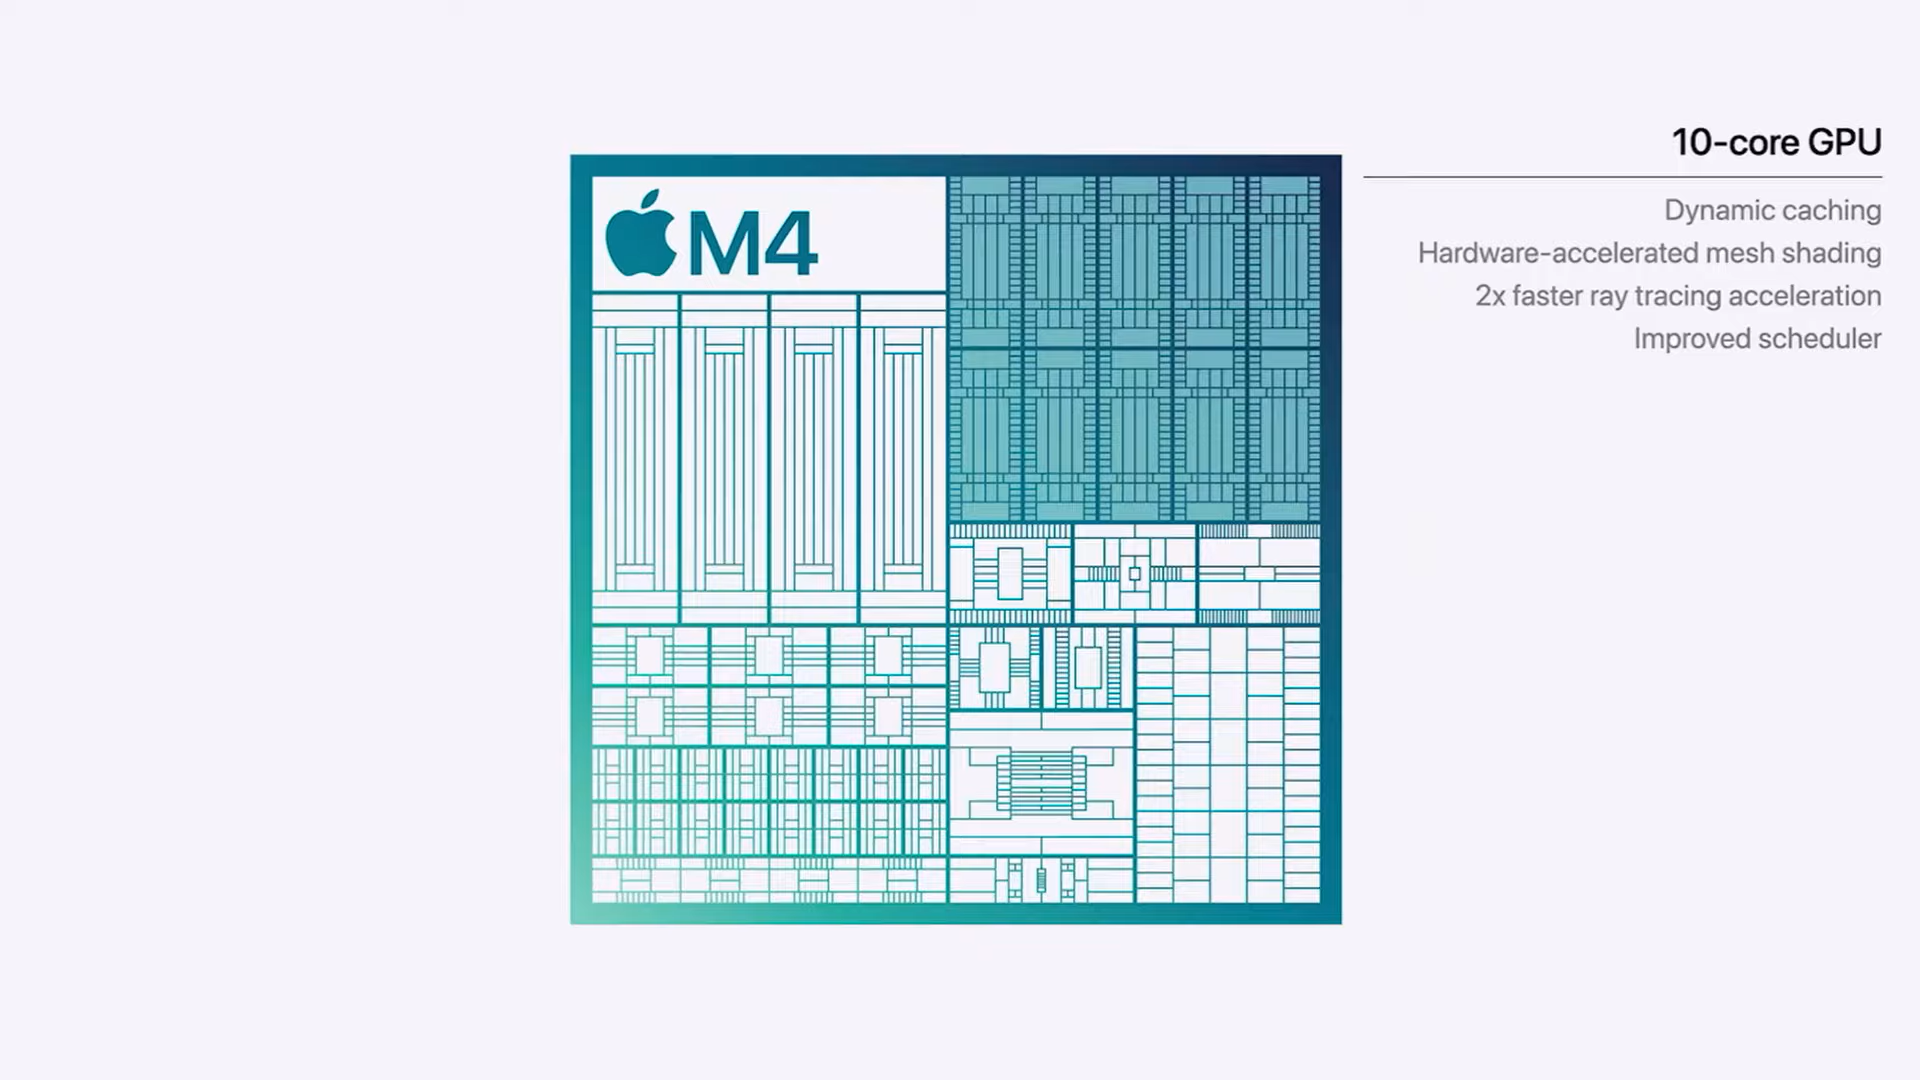 M4
10-core GPU
Dynamic caching
Hardware-accelerated mesh shading
2x faster ray tracing acceleration
Improved scheduler